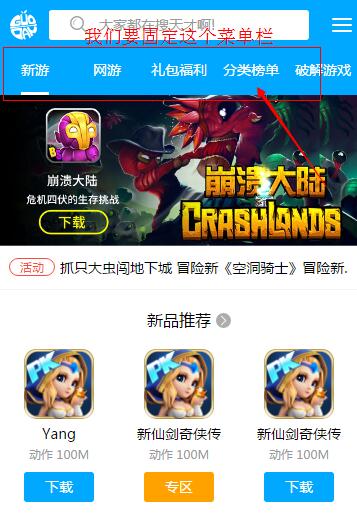 GUO
大家都在搜天才啊!
我们要固定这个菜单栏
新游 网游 礼包福利 分类榜单 破解游戏
崩溃大陆
危机四伏的生存挑战
下载
崩溃大陆
CRASHLANDS
活动 抓只大虫闯地下城 冒险新《空洞骑士》冒险新.
新品推荐
PK PK PK
Yang 新仙剑奇侠传 新仙剑奇侠传
动作 100M 动作 100M 动作 100M
下载 专区 下载